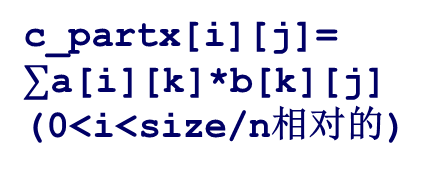 c_partx[i][j]=
∑a[i][k]*b[k][j]
(0<i<size/n相对的)